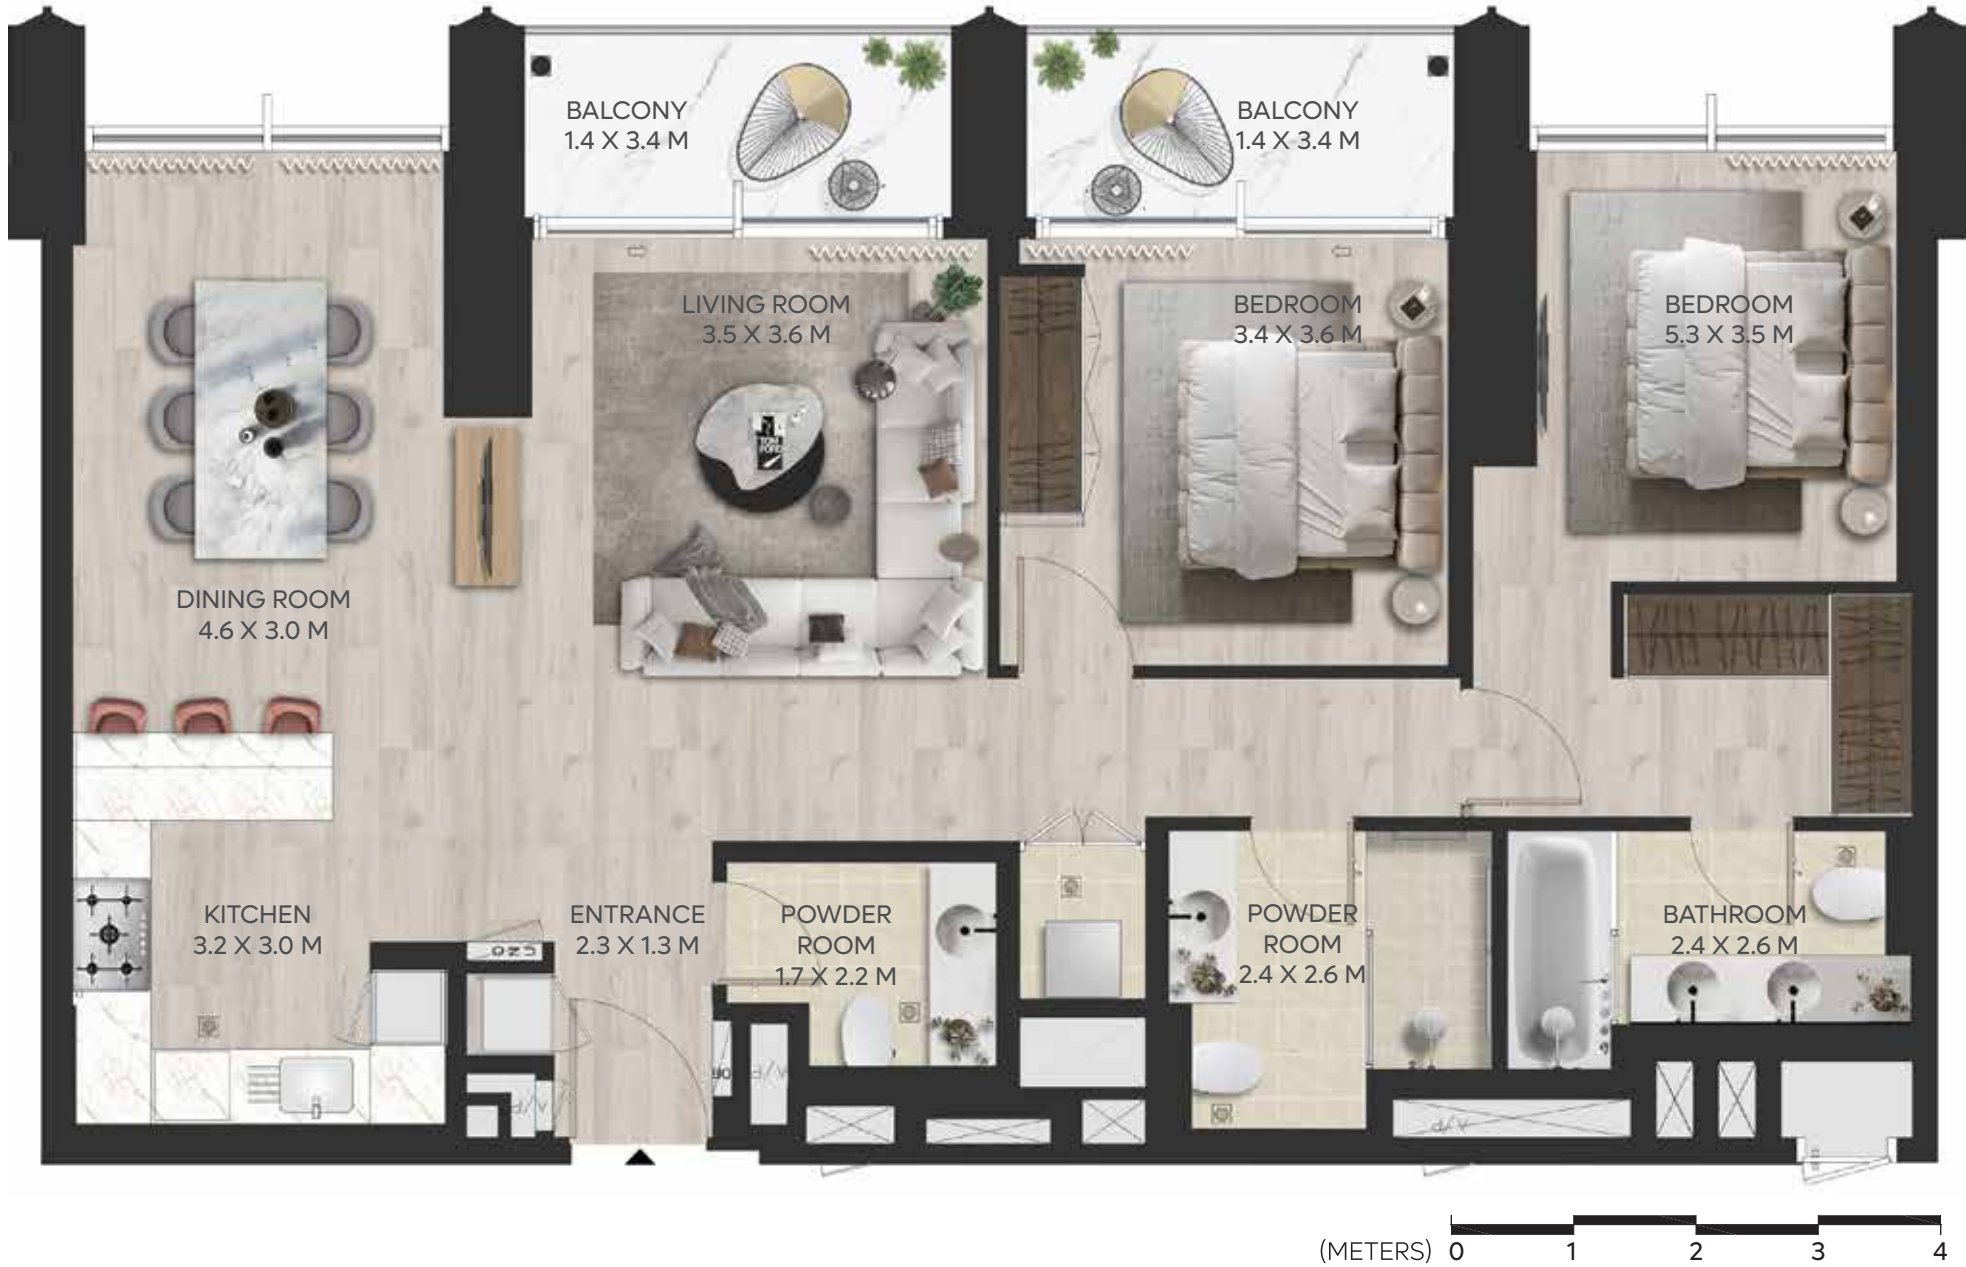 BALCONY
1.4 X 3.4 M
BALCONY
1.4 X 3.4 M
LIVING ROOM
3.5 X 3.6 M
BEDROOM
3.4 X 3.6 M
BEDROOM
5.3 X 3.5 M
TOM
FORD
DINING ROOM
4.6 X 3.0 M
KITCHEN
3.2 X 3.0 M
ENTRANCE
2.3 X 1.3 M
POWDER
ROOM
1.7 X 2.2 M
POWDER
ROOM
2.4 X 2.6 M
BATHROOM
2.4 X 2.6 M
A/P
A/P
A/P
(METERS) 0 1 2 3 4